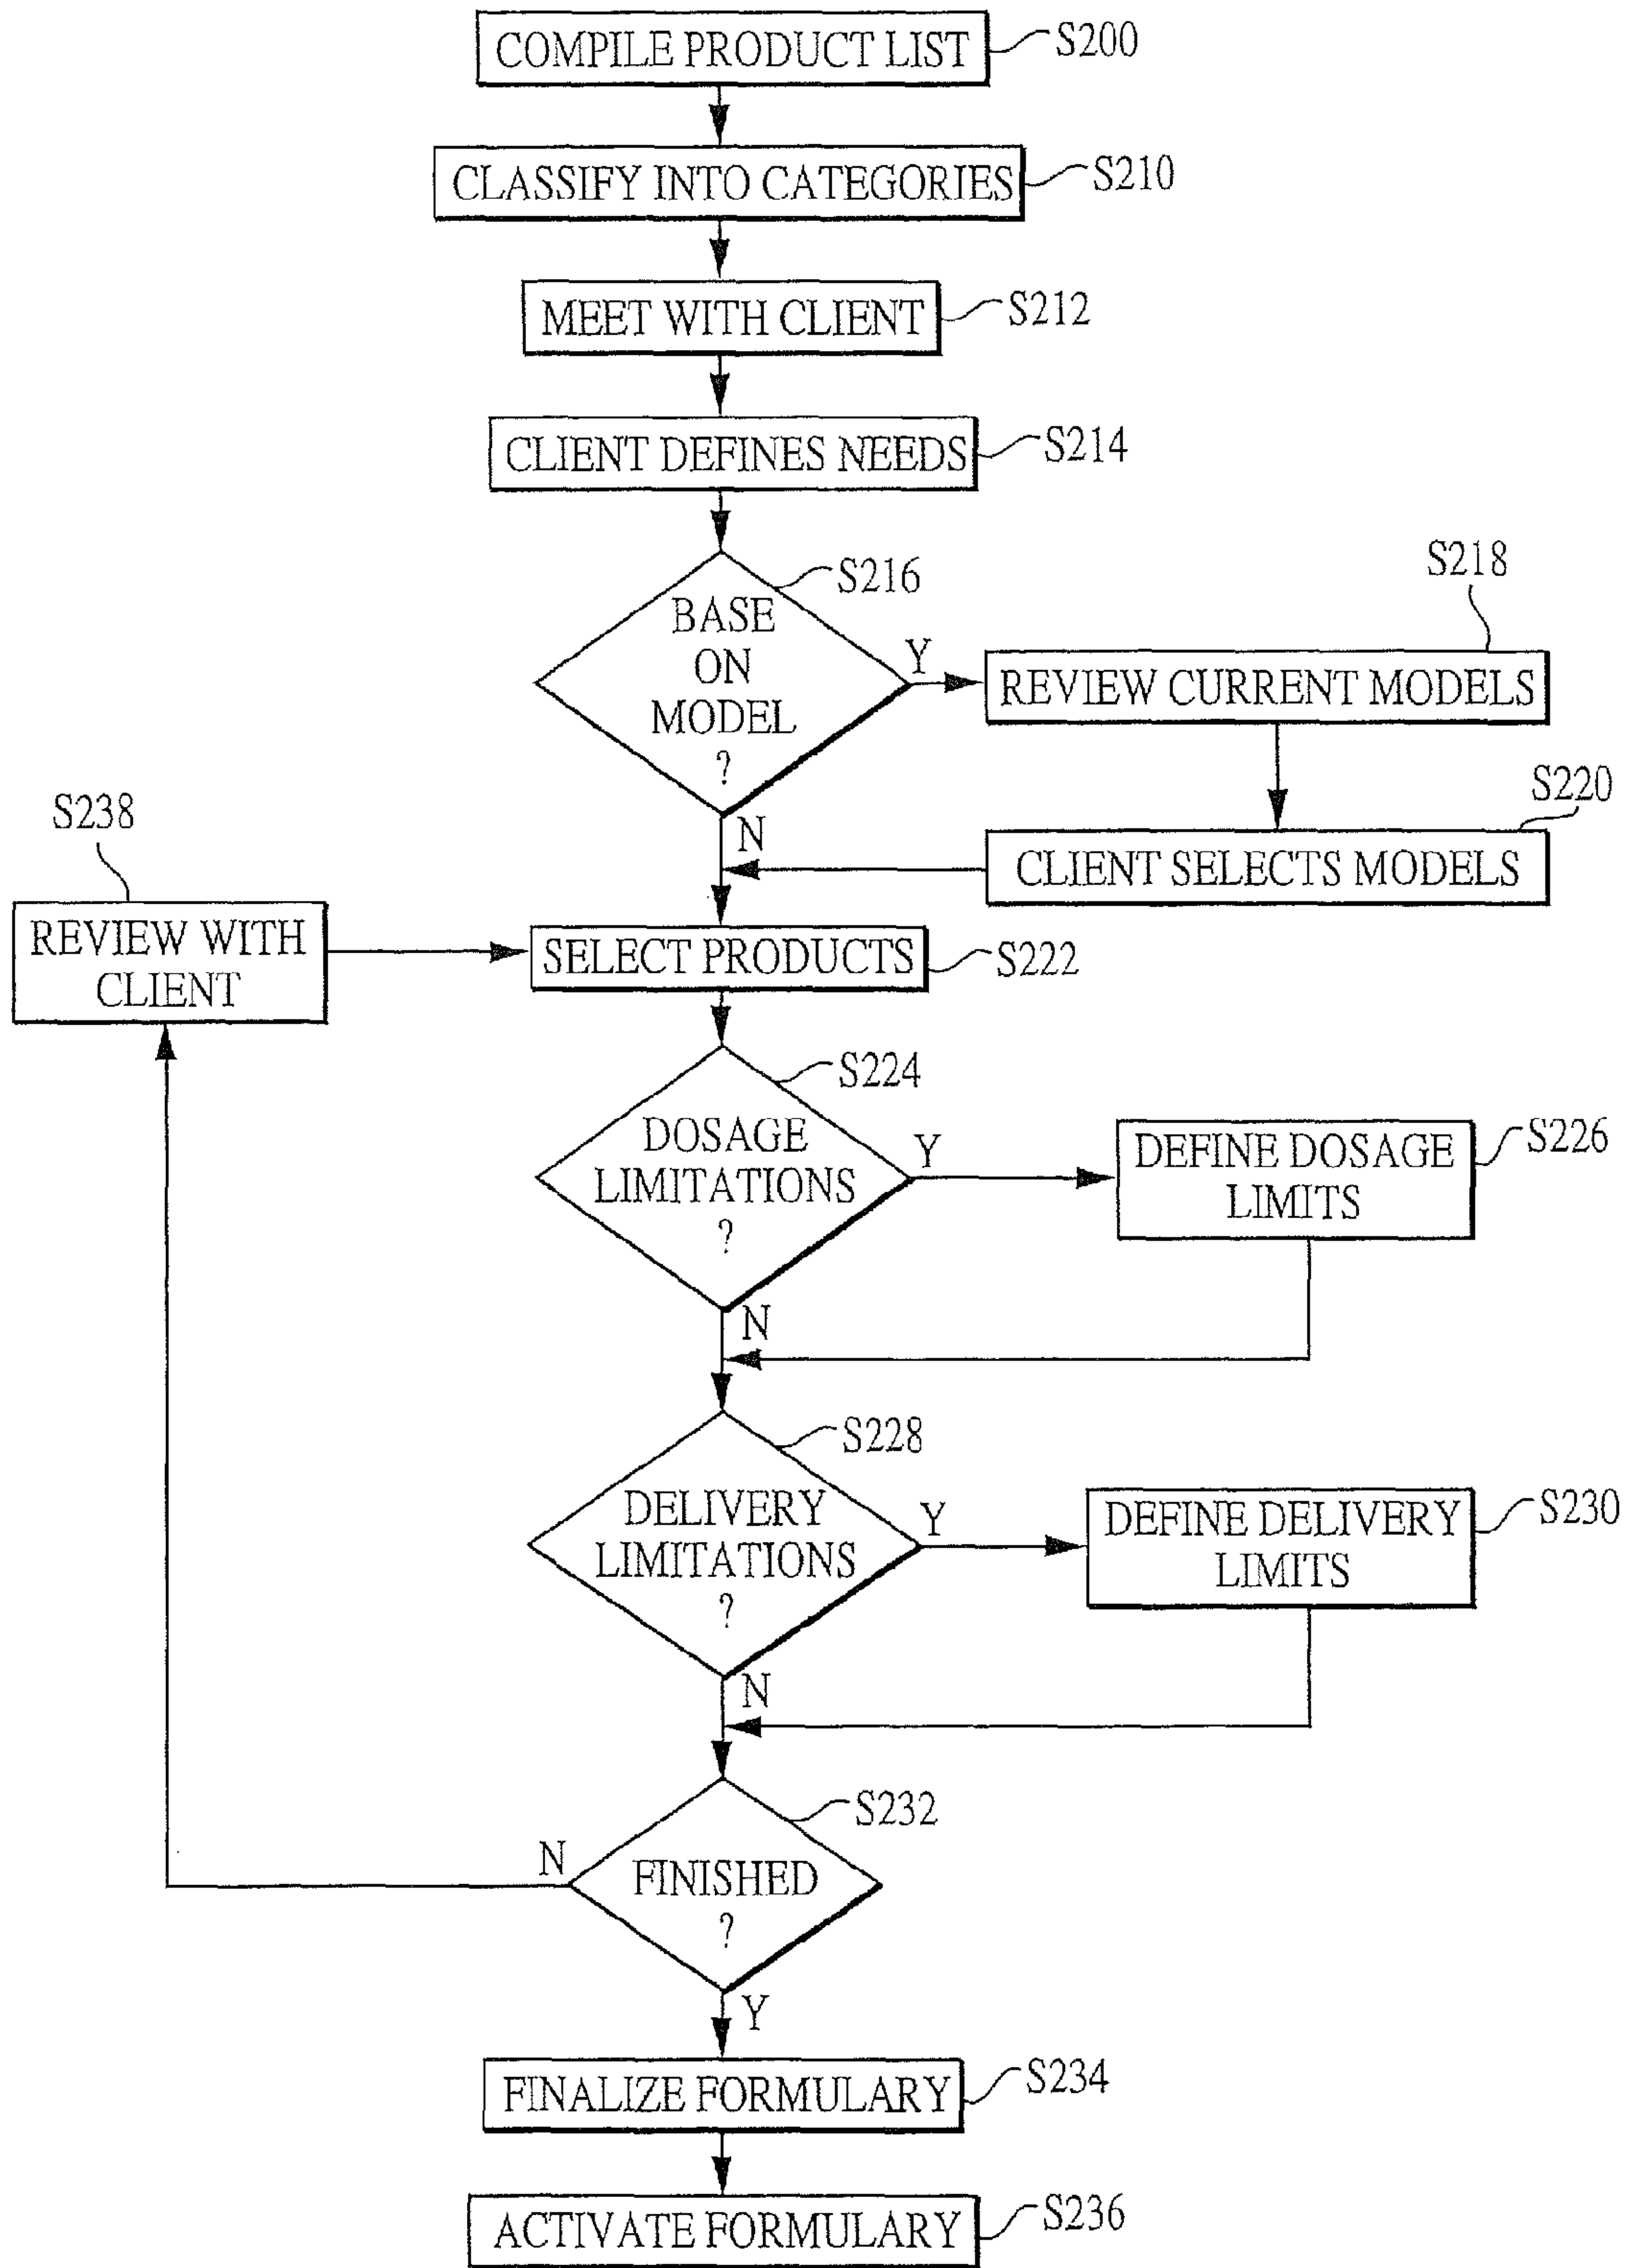 COMPILE PRODUCT LIST
S200
CLASSIFY INTO CATEGORIES
S210
MEET WITH CLIENT
S212
CLIENT DEFINES NEEDS
S214
S216
BASE
ON
MODEL
?
Y
N
S218
REVIEW CURRENT MODELS
S220
CLIENT SELECTS MODELS
S238
REVIEW WITH
CLIENT
SELECT PRODUCTS
S222
S224
DOSAGE
LIMITATIONS
?
Y
N
DEFINE DOSAGE
LIMITS
S226
S228
DELIVERY
LIMITATIONS
?
Y
N
DEFINE DELIVERY
LIMITS
S230
S232
FINISHED
?
N
Y
FINALIZE FORMULARY
S234
ACTIVATE FORMULARY
S236